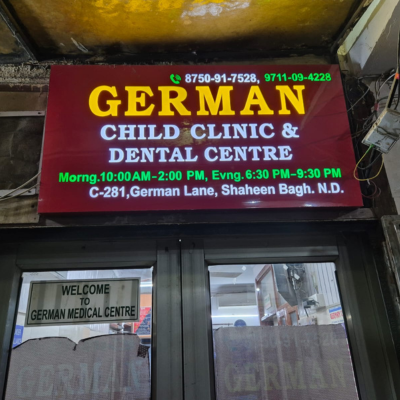 8750-91-7528, 9711-09-4228
GERMAN
CHILD CLINIC &
DENTAL CENTRE
Morng.10:00AM-2:00 PM, Evng. 6:30 PM-9:30 PM
C-281,German Lane, Shaheen Bagh. N.D.
WELCOME
TO
GERMAN MEDICAL CENTRE
GERMAN GERMAN